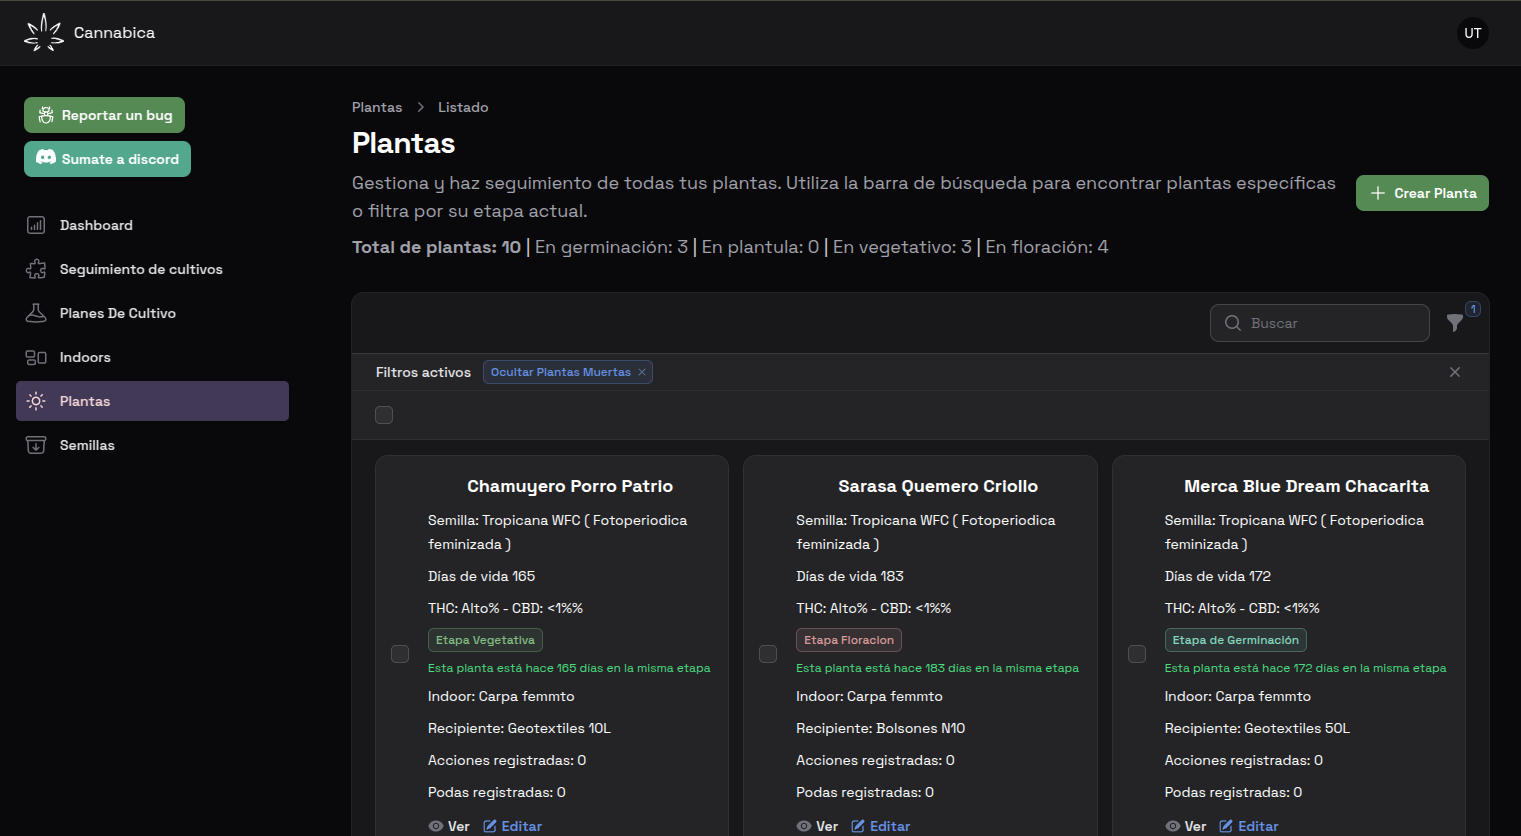 Cannabica
UT
Reportar un bug
Sumate a discord
Dashboard
Seguimiento de cultivos
Planes De Cultivo
Indoors
Plantas
Semillas
Plantas > Listado
Plantas
Gestiona y haz seguimiento de todas tus plantas. Utiliza la barra de búsqueda para encontrar plantas específicas
o filtra por su etapa actual.
Total de plantas: 10 | En germinación: 3 | En plantula: 0 | En vegetativo: 3 | En floración: 4
Crear Planta
Buscar
1
Filtros activos
Ocultar Plantas Muertas
Chamuyero Porro Patrio
Semilla: Tropicana WFC ( Fotoperiodica
feminizada )
Días de vida 165
THC: Alto% - CBD: <1%%
Etapa Vegetativa
Esta planta está hace 165 días en la misma etapa
Indoor: Carpa femmto
Recipiente: Geotextiles 10L
Acciones registradas: 0
Podas registradas: 0
Ver Editar
Sarasa Quemero Criollo
Semilla: Tropicana WFC ( Fotoperiodica
feminizada )
Días de vida 183
THC: Alto% - CBD: <1%%
Etapa Floracion
Esta planta está hace 183 días en la misma etapa
Indoor: Carpa femmto
Recipiente: Bolsones N10
Acciones registradas: 0
Podas registradas: 0
Ver Editar
Merca Blue Dream Chacarita
Semilla: Tropicana WFC ( Fotoperiodica
feminizada )
Días de vida 172
THC: Alto% - CBD: <1%%
Etapa de Germinación
Esta planta está hace 172 días en la misma etapa
Indoor: Carpa femmto
Recipiente: Geotextiles 50L
Acciones registradas: 0
Podas registradas: 0
Ver Editar